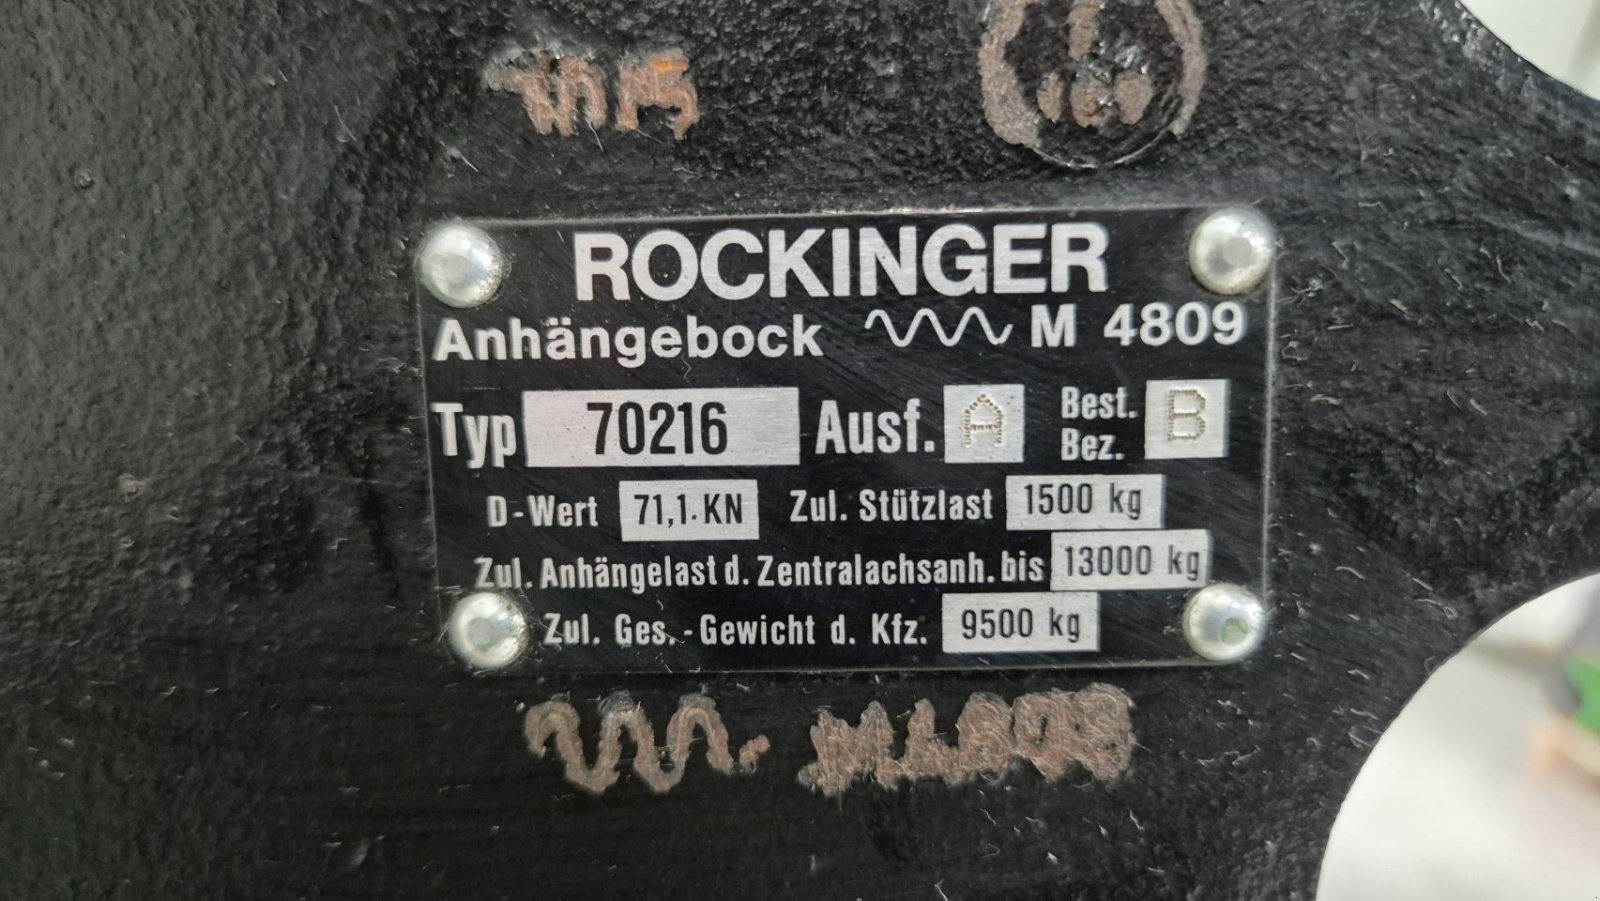 ROCKINGER
Anhängebock M 4809
Typ 70216 Ausf. A Best. Bez. B
D-Wert 71,1·KN Zul. Stützlast 1500 kg
Zul. Anhängelast d. Zentralachsanh. bis 13000 kg
Zul. Ges.-Gewicht d. Kfz. 9500 kg
M4809